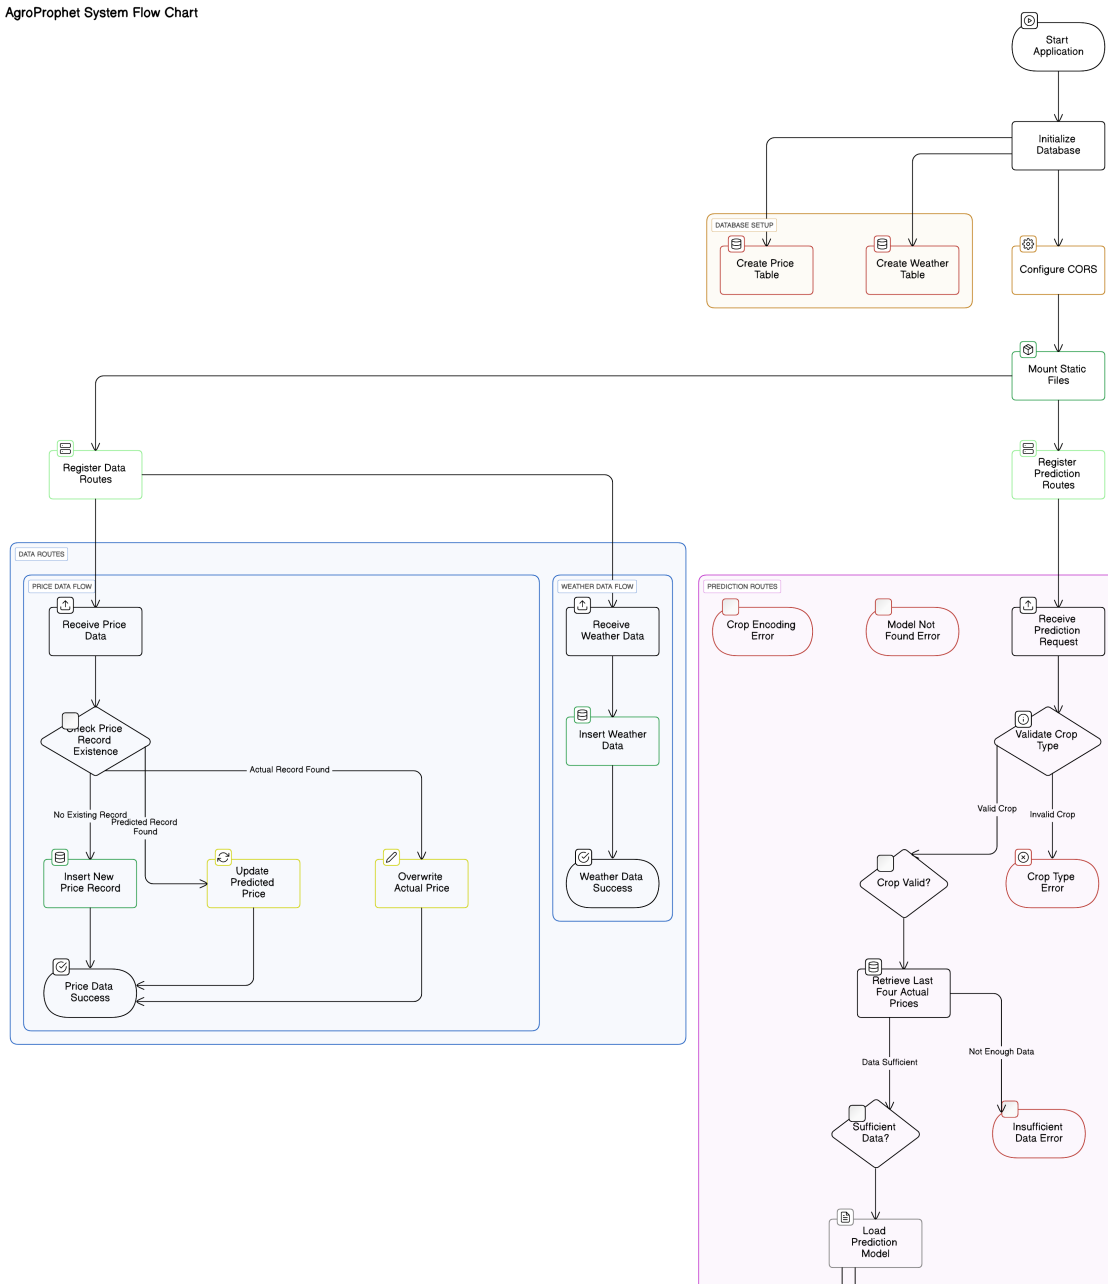 AgroProphet System Flow Chart
Start
Application
Initialize
Database
DATABASE SETUP
Create Price
Table
Create Weather
Table
Configure CORS
Mount Static
Files
Register Data
Routes
Register
Prediction
Routes
DATA ROUTES
PRICE DATA FLOW
WEATHER DATA FLOW
PREDICTION ROUTES
Receive Price
Data
Receive
Weather Data
Crop Encoding
Error
Model Not
Found Error
Receive
Prediction
Request
Check Price
Record
Existence
Insert Weather
Data
Validate Crop
Type
Actual Record Found
No Existing Record
Predicted Record
Found
Valid Crop
Invalid Crop
Insert New
Price Record
Update
Predicted
Price
Overwrite
Actual Price
Weather Data
Success
Crop Valid?
Crop Type
Error
Price Data
Success
Retrieve Last
Four Actual
Prices
Data Sufficient
Not Enough Data
Sufficient
Data?
Insufficient
Data Error
Load
Prediction
Model